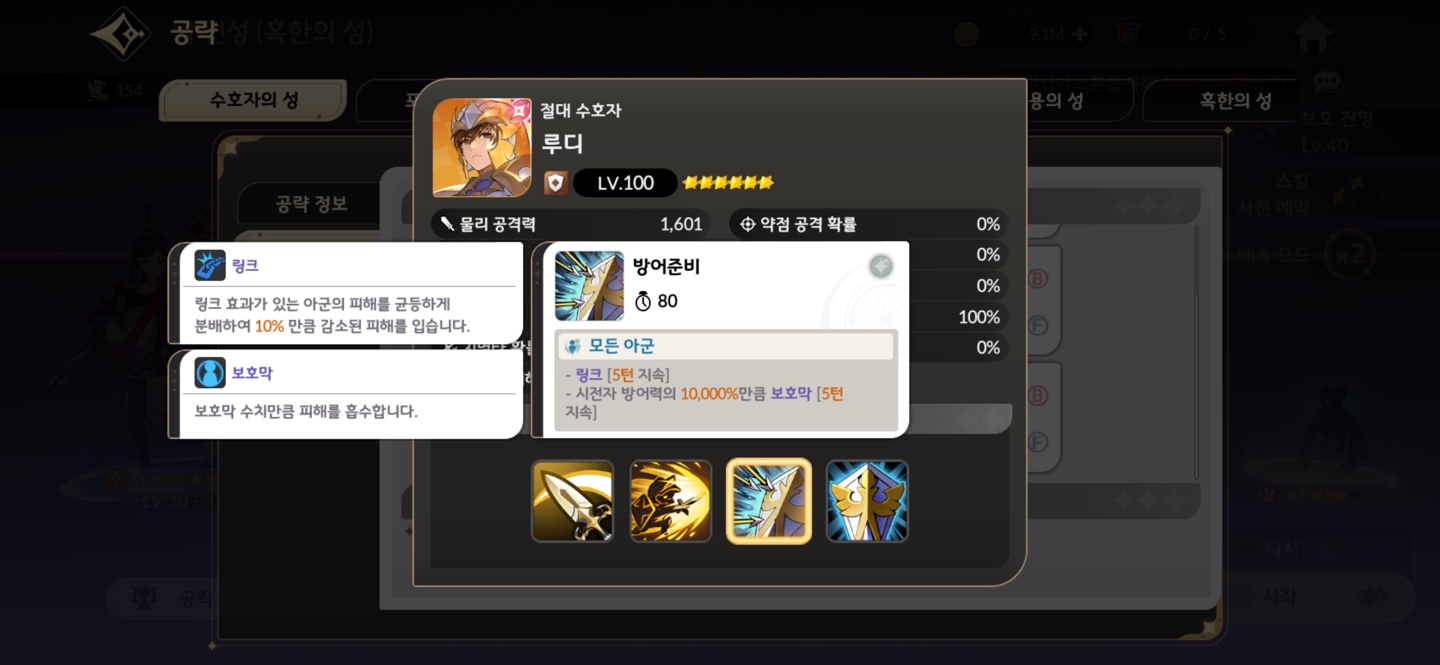 공략
성 (혹한의 성)
9.1M
0 / 5
154
수호자의 성
용의 성
혹한의 성
보호 진형
Lv.40
스킬
사전 예약
배속 모드
x2
공략 정보
절대 수호자
루디
LV.100
물리 공격력 1,601
약점 공격 확률 0%
0%
0%
100%
0%
링크
링크 효과가 있는 아군의 피해를 균등하게
분배하여 10% 만큼 감소된 피해를 입습니다.
보호막
보호막 수치만큼 피해를 흡수합니다.
방어준비
80
모든 아군
- 링크 [5턴 지속]
- 시전자 방어력의 10,000%만큼 보호막 [5턴
지속]
B
F
B
F
다시
공략
시작